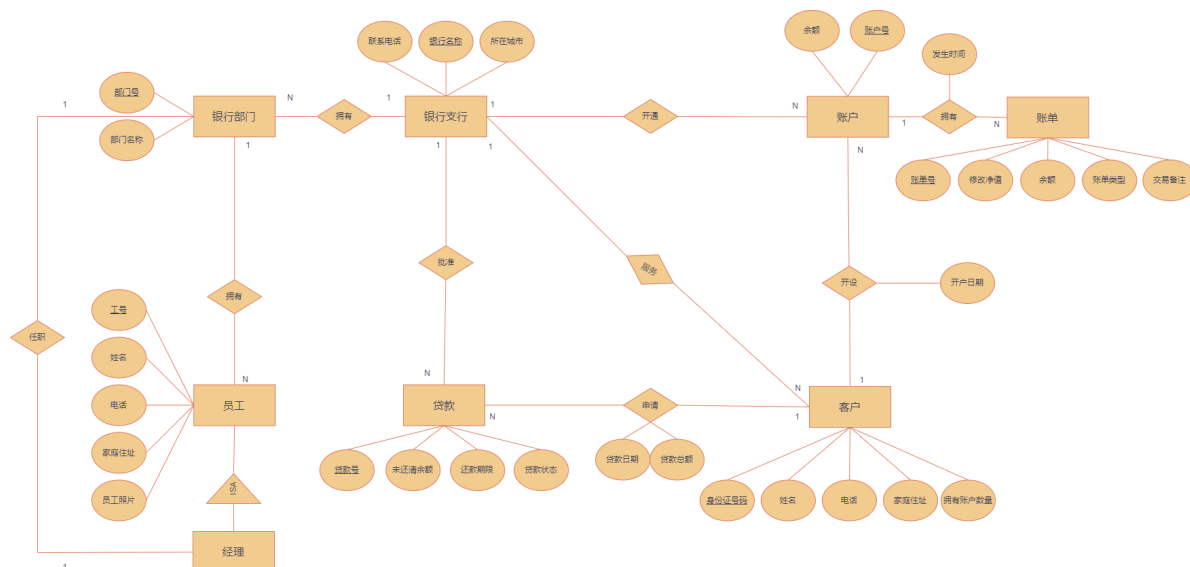 联系电话
银行名称
所在城市
余额
账户号
发生时间
部门号
部门名称
1
银行部门
N
拥有
1
银行支行
1
1
1
开通
N
账户
1
N
拥有
N
账单
账单号
修改净值
余额
账单类型
交易备注
1
批准
服务
开设
开户日期
工号
姓名
电话
家庭住址
员工照片
拥有
任职
N
员工
N
贷款
N
申请
N
1
1
客户
贷款号
未还清余额
还款期限
贷款状态
贷款日期
贷款总额
身份证号码
姓名
电话
家庭住址
拥有账户数量
ISA
经理
1